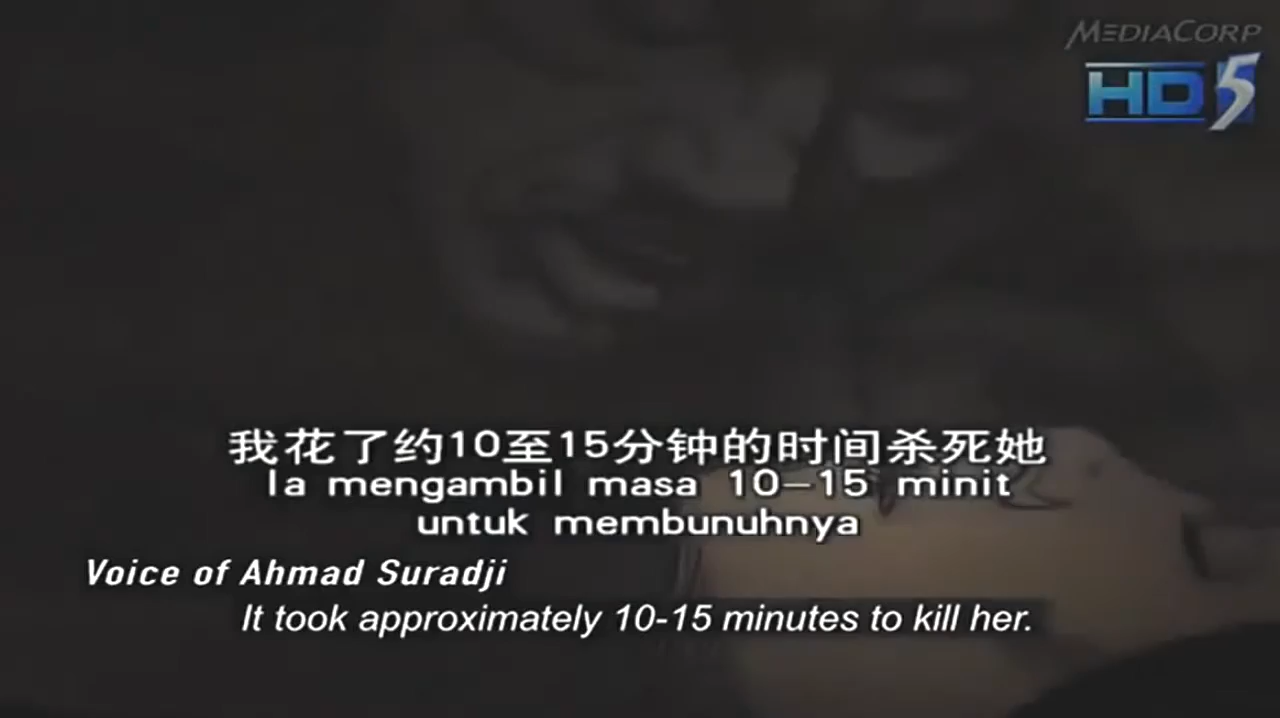 MEDIACORP
HD5
我花了约10至15分钟的时间杀死她
Ia mengambil masa 10-15 minit
untuk membunuhnya
Voice of Ahmad Suradji
It took approximately 10-15 minutes to kill her.